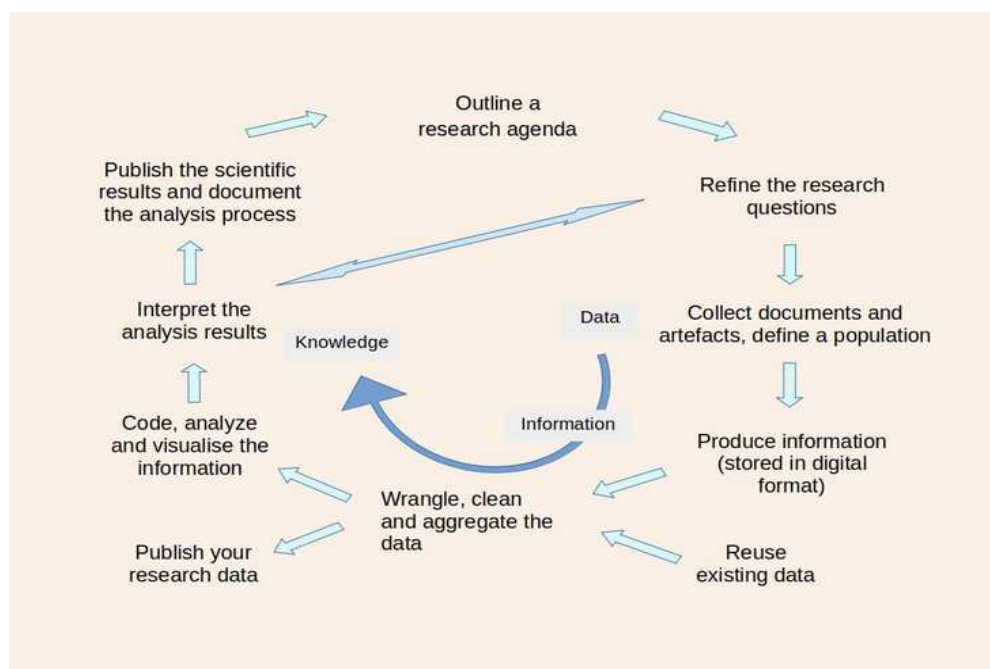 Outline a
research agenda
Refine the research
questions
Collect documents and
artefacts, define a population
Produce information
(stored in digital
format)
Reuse
existing data
Wrangle, clean
and aggregate the
data
Publish your
research data
Code, analyze
and visualise the
information
Interpret the
analysis results
Publish the scientific
results and document
the analysis process
Data
Information
Knowledge